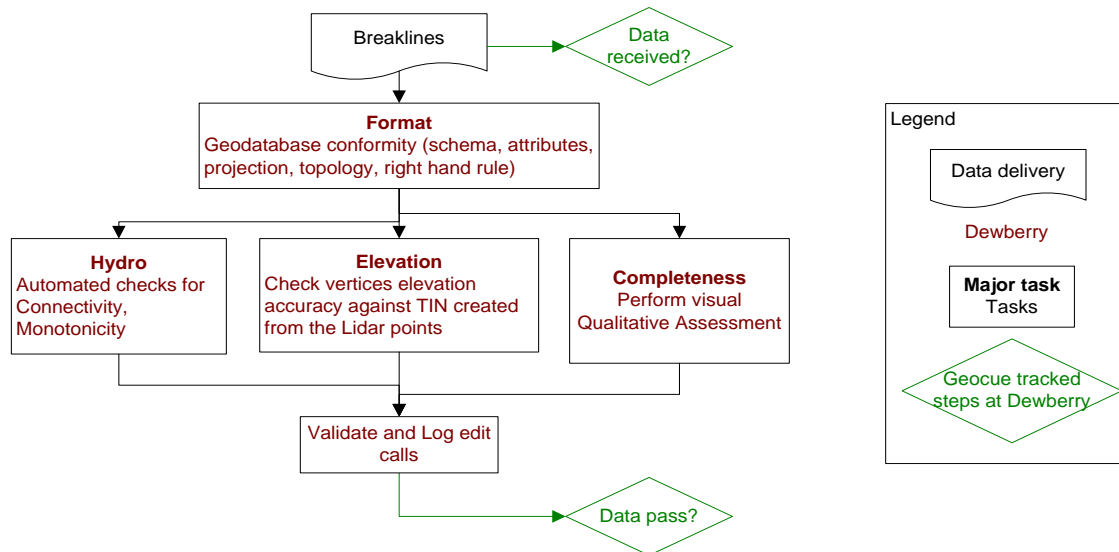 Breaklines
Data
received?
Format
Geodatabase conformity (schema, attributes,
projection, topology, right hand rule)
Hydro
Automated checks for
Connectivity,
Monotonicity
Elevation
Check vertices elevation
accuracy against TIN created
from the Lidar points
Completeness
Perform visual
Qualitative Assessment
Validate and Log edit
calls
Data pass?
Legend
Data delivery
Dewberry
Major task
Tasks
Geocue tracked
steps at Dewberry